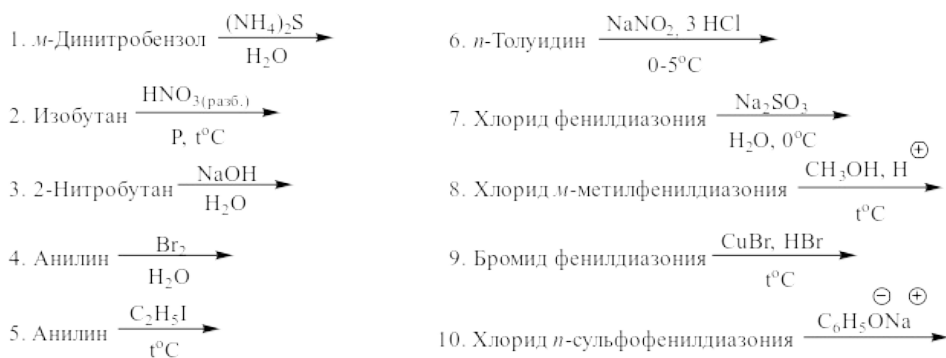 (NH₄)₂S
1. м-Динитробензол
H₂O
HNO₃(разб.)
2. Изобутан
P, t°C
NaOH
3. 2-Нитробутан
H₂O
Br₂
4. Анилин
H₂O
C₂H₅I
5. Анилин
t°C
NaNO₂, 3 HCl
6. п-Толуидин
0-5°C
Na₂SO₃
7. Хлорид фенилдиазония
H₂O, 0°C
CH₃OH, H⊕
8. Хлорид м-метилфенилдиазония
t°C
CuBr, HBr
9. Бромид фенилдиазония
t°C
⊖ ⊕
C₆H₅ONa
10. Хлорид п-сульфофенилдиазония